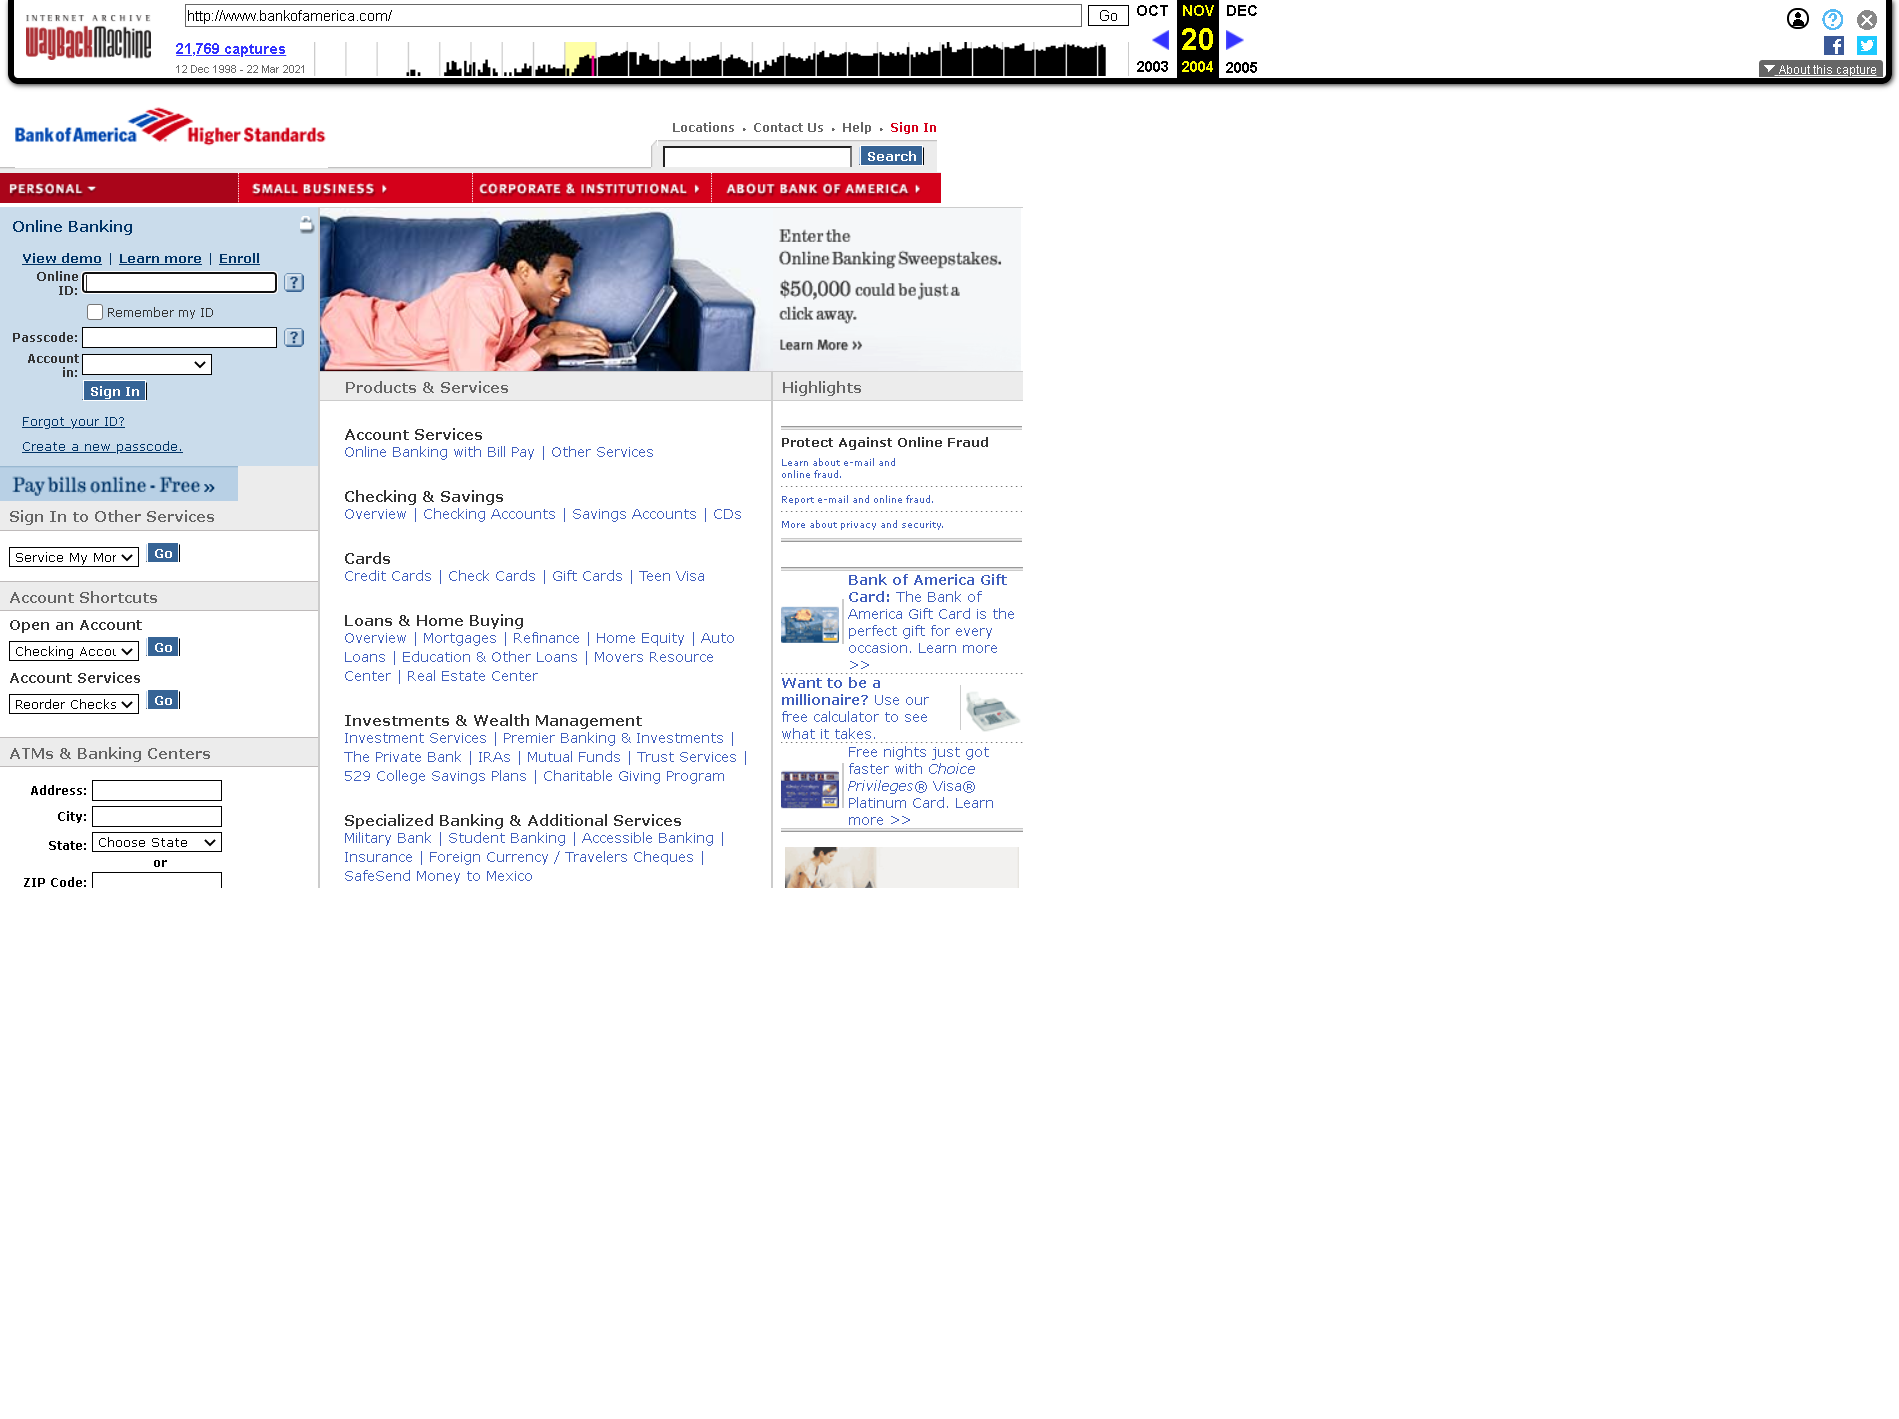 INTERNET ARCHIVE
WayBackMachine
http://www.bankofamerica.com/
Go
OCT NOV DEC
21,769 captures
20
12 Dec 1998 - 22 Mar 2021
2003 2004 2005
About this capture
Bank of America Higher Standards
Locations • Contact Us • Help • Sign In
Search
PERSONAL
SMALL BUSINESS
CORPORATE & INSTITUTIONAL
ABOUT BANK OF AMERICA
Online Banking
View demo | Learn more | Enroll
Online
ID:
?
Remember my ID
Passcode:
?
Account
in:
Sign In
Forgot your ID?
Create a new passcode.
Pay bills online - Free »
Sign In to Other Services
Service My Mor
Go
Account Shortcuts
Open an Account
Checking Accou
Go
Account Services
Reorder Checks
Go
ATMs & Banking Centers
Address:
City:
State:
Choose State
or
ZIP Code:
Enter the
Online Banking Sweepstakes.
$50,000 could be just a
click away.
Learn More >>
Products & Services
Account Services
Online Banking with Bill Pay | Other Services
Checking & Savings
Overview | Checking Accounts | Savings Accounts | CDs
Cards
Credit Cards | Check Cards | Gift Cards | Teen Visa
Loans & Home Buying
Overview | Mortgages | Refinance | Home Equity | Auto
Loans | Education & Other Loans | Movers Resource
Center | Real Estate Center
Investments & Wealth Management
Investment Services | Premier Banking & Investments |
The Private Bank | IRAs | Mutual Funds | Trust Services |
529 College Savings Plans | Charitable Giving Program
Specialized Banking & Additional Services
Military Bank | Student Banking | Accessible Banking |
Insurance | Foreign Currency / Travelers Cheques |
SafeSend Money to Mexico
Highlights
Protect Against Online Fraud
Learn about e-mail and
online fraud.
Report e-mail and online fraud.
More about privacy and security.
Bank of America Gift
Card: The Bank of
America Gift Card is the
perfect gift for every
occasion. Learn more
>>
Want to be a
millionaire? Use our
free calculator to see
what it takes.
Free nights just got
faster with Choice
Privileges® Visa®
Platinum Card. Learn
more >>